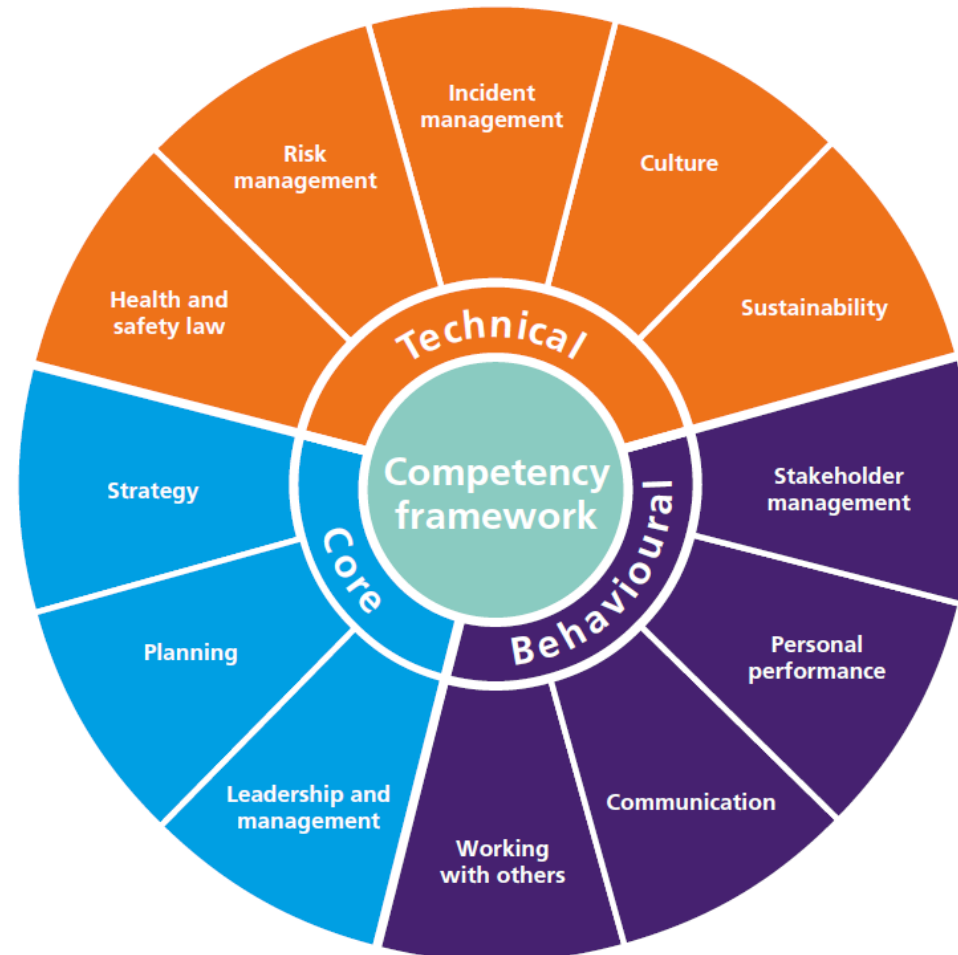 Competency
framework
Technical
Health and
safety law
Risk
management
Incident
management
Culture
Sustainability
Behavioural
Stakeholder
management
Personal
performance
Communication
Working
with others
Core
Leadership and
management
Planning
Strategy